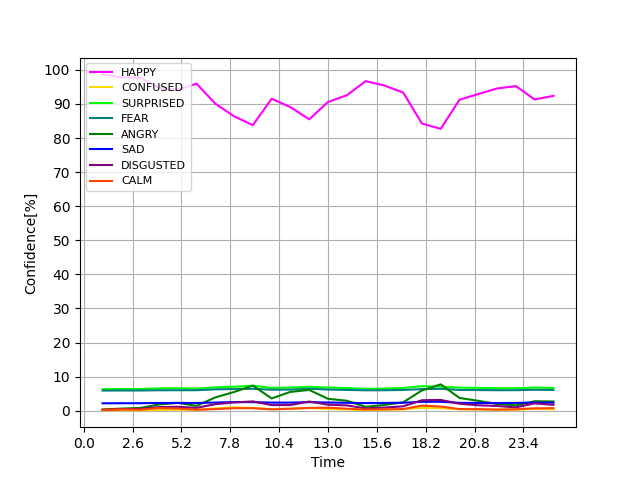 100
90
80
70
60
50
40
30
20
10
0
Confidence[%]
HAPPY
CONFUSED
SURPRISED
FEAR
ANGRY
SAD
DISGUSTED
CALM
0.0 2.6 5.2 7.8 10.4 13.0 15.6 18.2 20.8 23.4
Time